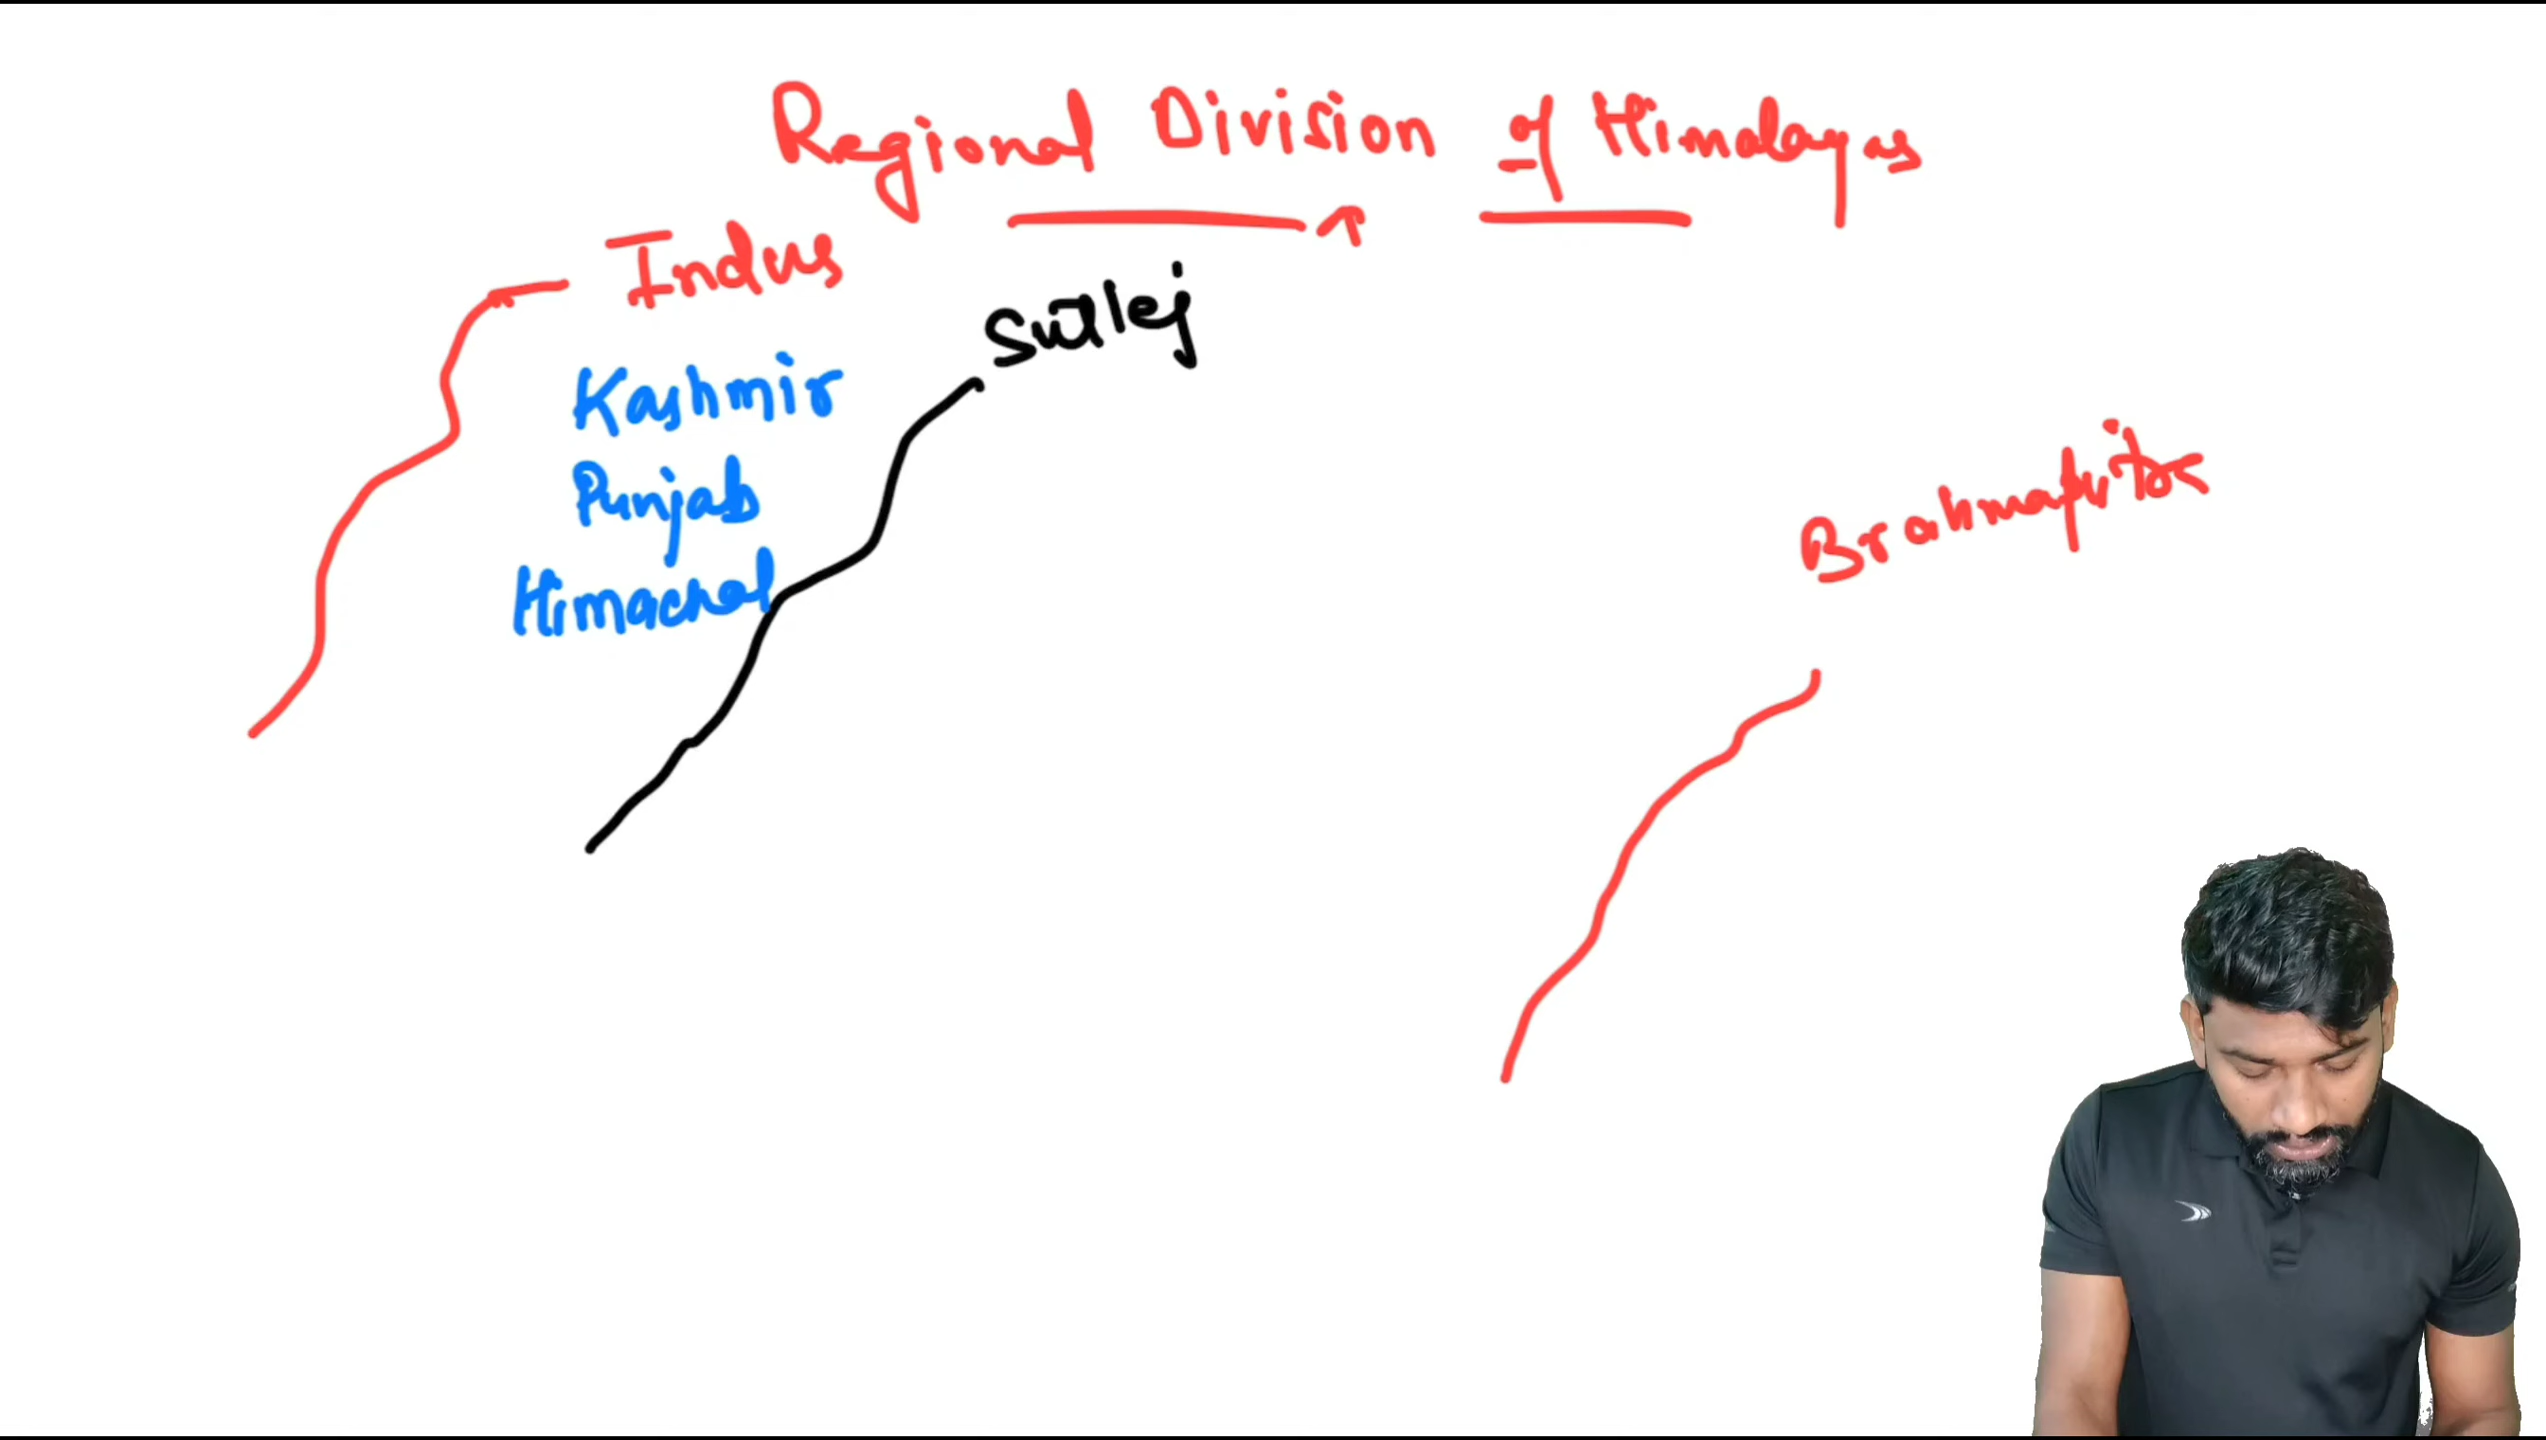 Regional Division of Himalayas
Indus
Sutlej
Kashmir
Punjab
Himachal
Brahmaputra